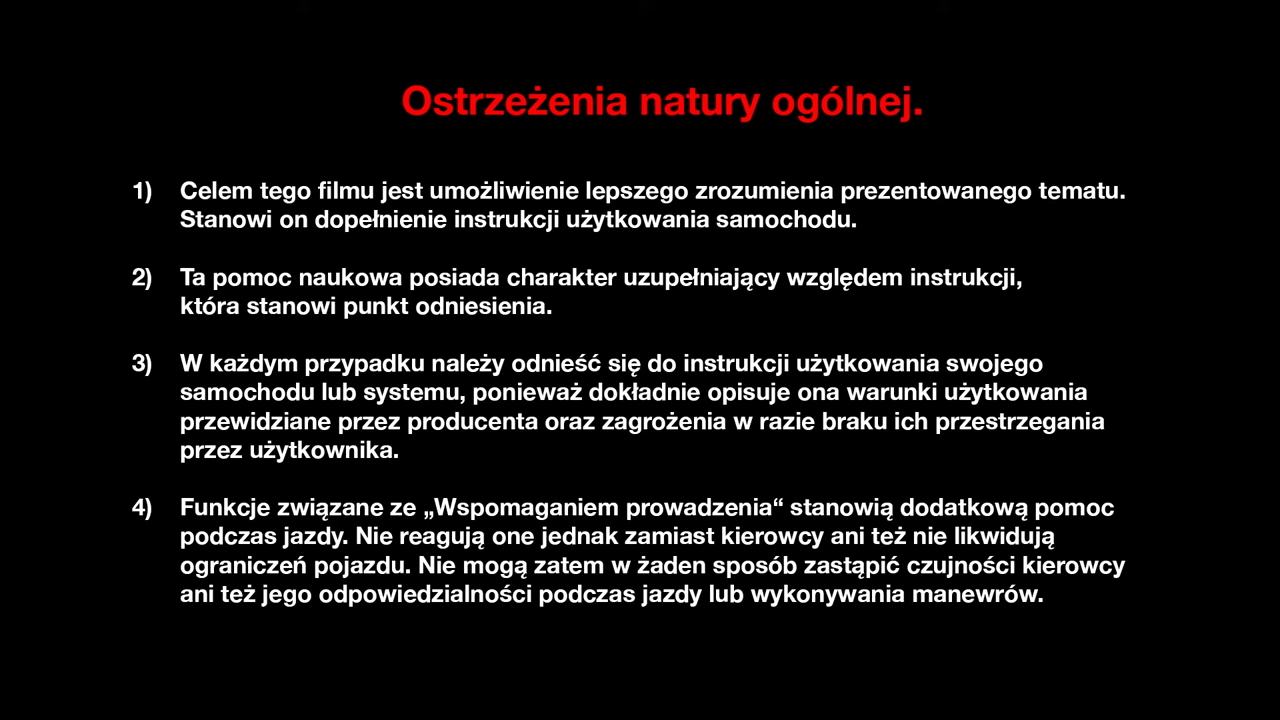 Ostrzeżenia natury ogólnej.
1) Celem tego filmu jest umożliwienie lepszego zrozumienia prezentowanego tematu.
Stanowi on dopełnienie instrukcji użytkowania samochodu.
2) Ta pomoc naukowa posiada charakter uzupełniający względem instrukcji,
która stanowi punkt odniesienia.
3) W każdym przypadku należy odnieść się do instrukcji użytkowania swojego
samochodu lub systemu, ponieważ dokładnie opisuje ona warunki użytkowania
przewidziane przez producenta oraz zagrożenia w razie braku ich przestrzegania
przez użytkownika.
4) Funkcje związane ze „Wspomaganiem prowadzenia“ stanowią dodatkową pomoc
podczas jazdy. Nie reagują one jednak zamiast kierowcy ani też nie likwidują
ograniczeń pojazdu. Nie mogą zatem w żaden sposób zastąpić czujności kierowcy
ani też jego odpowiedzialności podczas jazdy lub wykonywania manewrów.